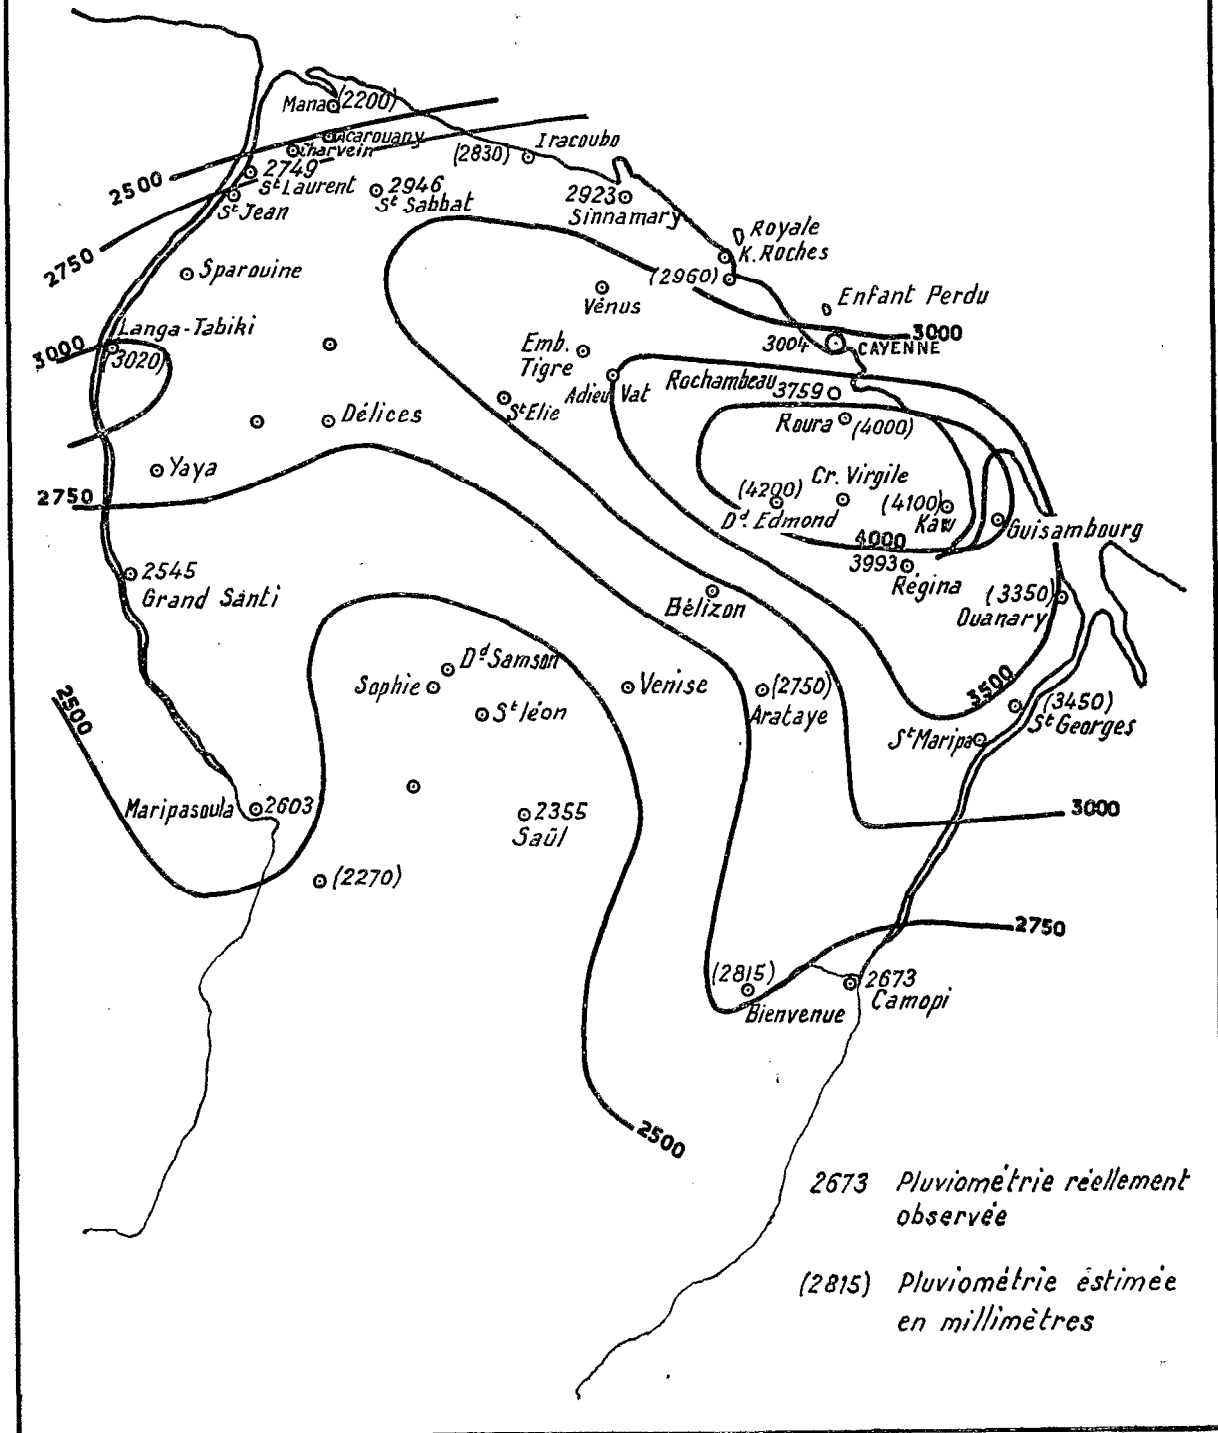 Mana (2200)
Acarouany
Charvein
(2830) Iracoubo
2500
2749
St Laurent
2946
St Sabbat
2923
Sinnamary
St Jean
2750
Royale
K. Roches
Sparouine
(2960)
Vénus
Enfant Perdu
Langa-Tabiki
3000
(3020)
3000
3004 CAYENNE
Emb.
Tigre
Adieu Vat
Rochambeau 3759
St Elie
Délices
Roura (4000)
Yaya
2750
Cr. Virgile
(4200)
Dd. Edmond
(4100)
Kaw
4000
Guisambourg
3993
Régina
2545
Grand Santi
Bélizon
(3350)
Ouanary
Dd Samson
Sophie
St léon
Venise
(2750)
Arataye
3500
(3450)
St Georges
St Maripa
2500
Maripasoula 2603
2355
Saül
3000
(2270)
2750
(2815)
Bienvenue
2673
Camopi
2500
2673 Pluviométrie réellement
observée
(2815) Pluviométrie éstimée
en millimètres